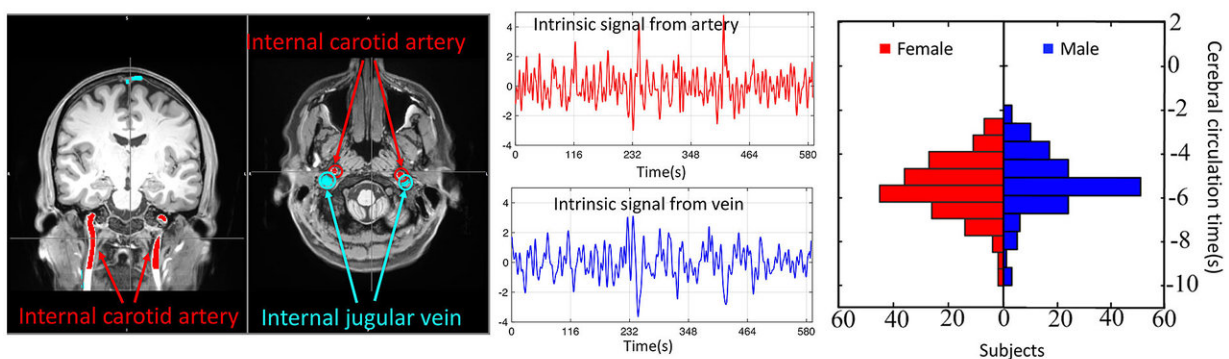 Internal carotid artery
Internal carotid artery
Internal jugular vein
Intrinsic signal from artery
4
2
0
-2
-4
0 116 232 348 464 580
Time(s)
Intrinsic signal from vein
4
2
0
-2
-4
0 116 232 348 464 580
Time(s)
Female
Male
2
0
-2
-4
-6
-8
-10
Cerebral circulation time(s)
60 40 20 0 20 40 60
Subjects